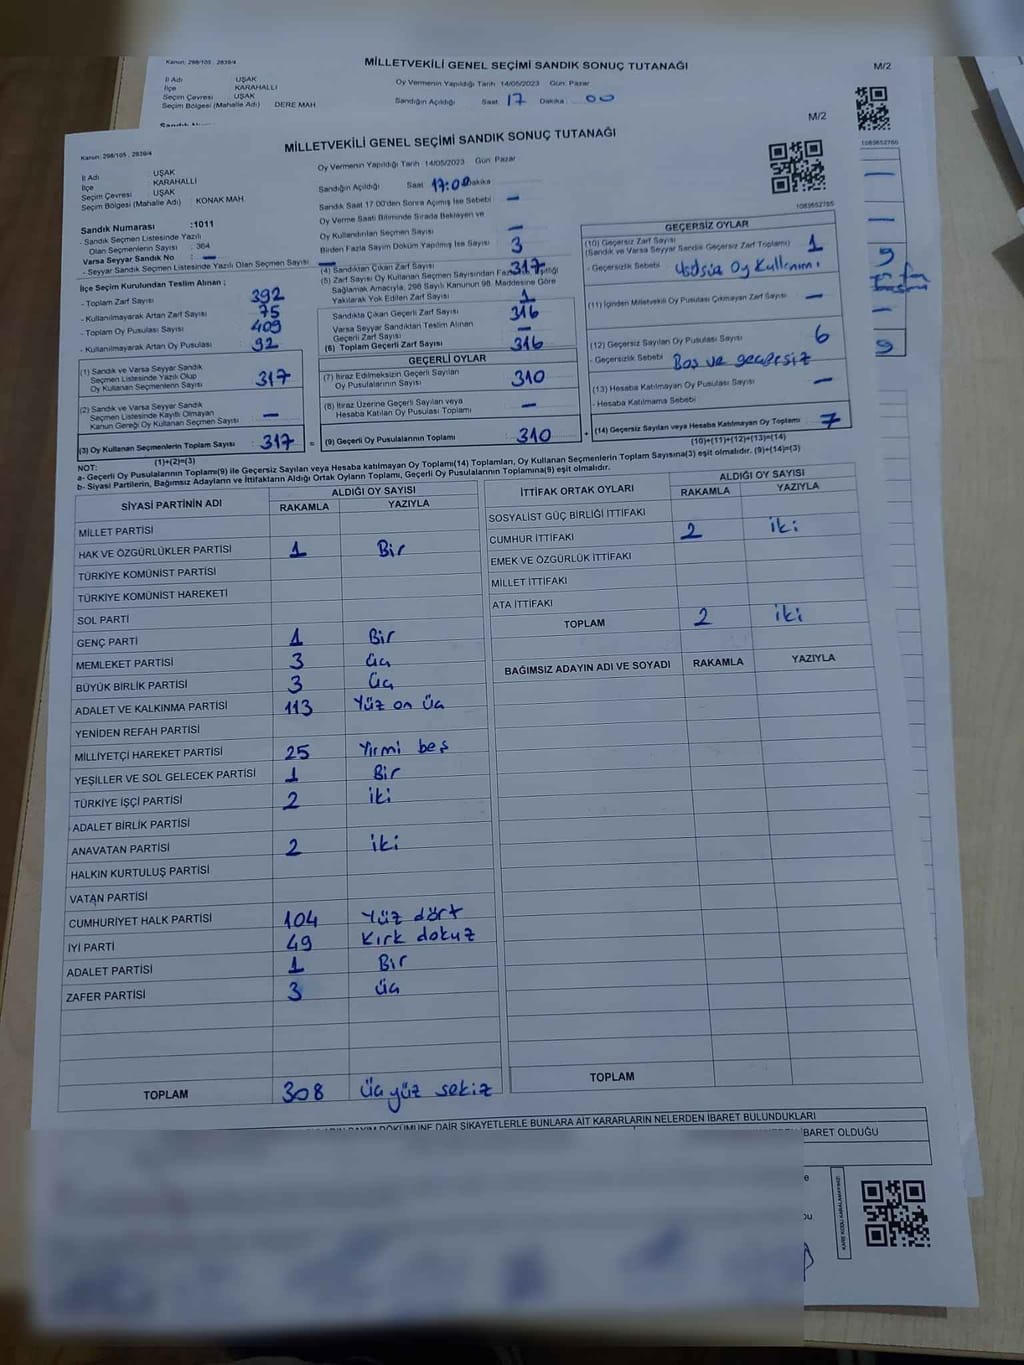 Kanun: 298/105 , 2839/4
MİLLETVEKİLİ GENEL SEÇİMİ SANDIK SONUÇ TUTANAĞI
M/2
İl Adı UŞAK
İlçe KARAHALLI
Seçim Çevresi UŞAK
Seçim Bölgesi (Mahalle Adı) DERE MAH
Oy Vermenin Yapıldığı Tarih 14/05/2023 Gün: Pazar
Sandığın Açıldığı Saat 17 Dakika 00
1083652766
MİLLETVEKİLİ GENEL SEÇİMİ SANDIK SONUÇ TUTANAĞI
M/2
Kanun: 298/105 , 2839/4
İl Adı : UŞAK
İlçe : KARAHALLI
Seçim Çevresi : UŞAK
Seçim Bölgesi (Mahalle Adı) : KONAK MAH.
Oy Vermenin Yapıldığı Tarih 14/05/2023 Gün: Pazar
Sandığın Açıldığı Saat 17:00 Dakika
Sandık Saat 17.00'den Sonra Açılmış İse Sebebi —
Oy Verme Saati Bitiminde Sırada Bekleyen ve
Oy Kullandırılan Seçmen Sayısı —
Birden Fazla Sayım Döküm Yapılmış İse Sayısı 3
1083652765
Sandık Numarası :1011
- Sandık Seçmen Listesinde Yazılı
Olan Seçmenlerin Sayısı : 364
Varsa Seyyar Sandık No : —
- Seyyar Sandık Seçmen Listesinde Yazılı Olan Seçmen Sayısı —
İlçe Seçim Kurulundan Teslim Alınan ;
- Toplam Zarf Sayısı 392
- Kullanılmayarak Artan Zarf Sayısı 75
- Toplam Oy Pusulası Sayısı 409
- Kullanılmayarak Artan Oy Pusulası 92
(1) Sandık ve Varsa Seyyar Sandık
Seçmen Listesinde Yazılı Olup
Oy Kullanan Seçmenlerin Sayısı 317
(2) Sandık ve Varsa Seyyar Sandık
Seçmen Listesinde Kayıtlı Olmayan
Kanun Gereği Oy Kullanan Seçmen Sayısı —
(3) Oy Kullanan Seçmenlerin Toplam Sayısı 317 =
(1)+(2)=(3)
(4) Sandıktan Çıkan Zarf Sayısı 317
(5) Zarf Sayısı Oy Kullanan Seçmen Sayısından Fazla İse, Eşitliği
Sağlamak Amacıyla, 298 Sayılı Kanunun 98. Maddesine Göre
Yakılarak Yok Edilen Zarf Sayısı 1
Sandıkta Çıkan Geçerli Zarf Sayısı 316
Varsa Seyyar Sandıktan Teslim Alınan
Geçerli Zarf Sayısı —
(6) Toplam Geçerli Zarf Sayısı 316
GEÇERLİ OYLAR
(7) İtiraz Edilmeksizin Geçerli Sayılan
Oy Pusulalarının Sayısı 310
(8) İtiraz Üzerine Geçerli Sayılan veya
Hesaba Katılan Oy Pusulası Toplamı —
(9) Geçerli Oy Pusulalarının Toplamı 310 +
GEÇERSİZ OYLAR
(10) Geçersiz Zarf Sayısı
(Sandık ve Varsa Seyyar Sandık Geçersiz Zarf Toplamı) 1
- Geçersizlik Sebebi Usulsüz Oy Kullanımı
(11) İçinden Milletvekili Oy Pusulası Çıkmayan Zarf Sayısı —
(12) Geçersiz Sayılan Oy Pusulası Sayısı 6
- Geçersizlik Sebebi Boş ve geçersiz
(13) Hesaba Katılmayan Oy Pusulası Sayısı —
- Hesaba Katılmama Sebebi
(14) Geçersiz Sayılan veya Hesaba Katılmayan Oy Toplamı 7
(10)+(11)+(12)+(13)=(14)
NOT:
a- Geçerli Oy Pusulalarının Toplamı(9) ile Geçersiz Sayılan veya Hesaba katılmayan Oy Toplamı(14) Toplamları, Oy Kullanan Seçmenlerin Toplam Sayısına(3) eşit olmalıdır. (9)+(14)=(3)
b- Siyasi Partilerin, Bağımsız Adayların ve İttifakların Aldığı Ortak Oyların Toplamı, Geçerli Oy Pusulalarının Toplamına(9) eşit olmalıdır.
SİYASİ PARTİNİN ADI ALDIĞI OY SAYISI
RAKAMLA YAZIYLA
MİLLET PARTİSİ
HAK VE ÖZGÜRLÜKLER PARTİSİ 1 Bir
TÜRKİYE KOMÜNİST PARTİSİ
TÜRKİYE KOMÜNİST HAREKETİ
SOL PARTİ
GENÇ PARTİ 1 Bir
MEMLEKET PARTİSİ 3 üç
BÜYÜK BİRLİK PARTİSİ 3 üç
ADALET VE KALKINMA PARTİSİ 113 Yüz on üç
YENİDEN REFAH PARTİSİ
MİLLİYETÇİ HAREKET PARTİSİ 25 Yirmi beş
YEŞİLLER VE SOL GELECEK PARTİSİ 1 Bir
TÜRKİYE İŞÇİ PARTİSİ 2 iki
ADALET BİRLİK PARTİSİ
ANAVATAN PARTİSİ 2 iki
HALKIN KURTULUŞ PARTİSİ
VATAN PARTİSİ
CUMHURİYET HALK PARTİSİ 104 Yüz dört
İYİ PARTİ 49 Kırk dokuz
ADALET PARTİSİ 1 Bir
ZAFER PARTİSİ 3 üç
TOPLAM 308 üç yüz sekiz
İTTİFAK ORTAK OYLARI ALDIĞI OY SAYISI
RAKAMLA YAZIYLA
SOSYALİST GÜÇ BİRLİĞİ İTTİFAKI
CUMHUR İTTİFAKI 2 iki
EMEK VE ÖZGÜRLÜK İTTİFAKI
MİLLET İTTİFAKI
ATA İTTİFAKI
TOPLAM 2 iki
BAĞIMSIZ ADAYIN ADI VE SOYADI RAKAMLA YAZIYLA
TOPLAM
DÖKÜMÜNE DAİR ŞİKAYETLERLE BUNLARA AİT KARARLARIN NELERDEN İBARET BULUNDUKLARI
İBARET OLDUĞU
KARE KODU KARALAMAYINIZ!